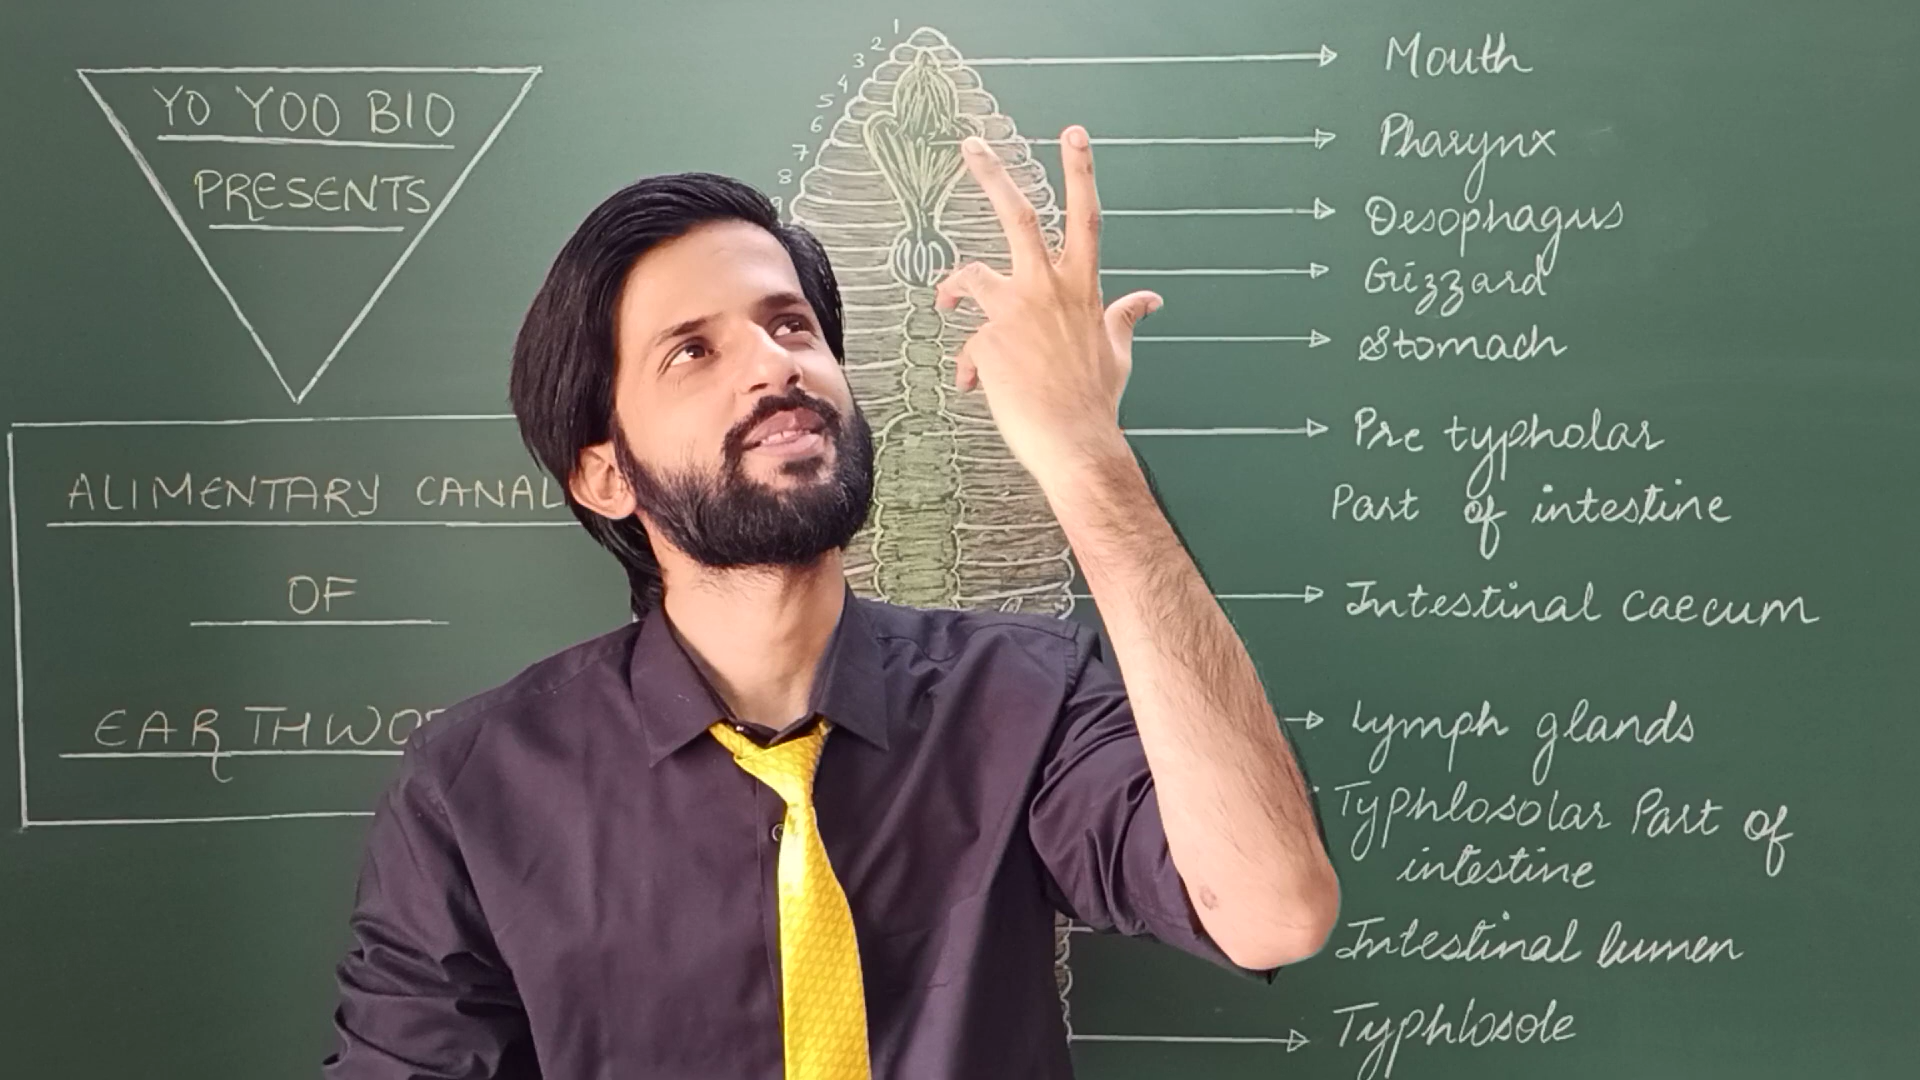 YO YOO BIO
PRESENTS
ALIMENTARY CANAL
OF
EARTHWO
1
2
3
4
5
6
7
8
9
Mouth
Pharynx
Oesophagus
Gizzard
Stomach
Pre typholar
Part of intestine
Intestinal caecum
Lymph glands
Typhlosolar Part of
intestine
Intestinal lumen
Typhlosole